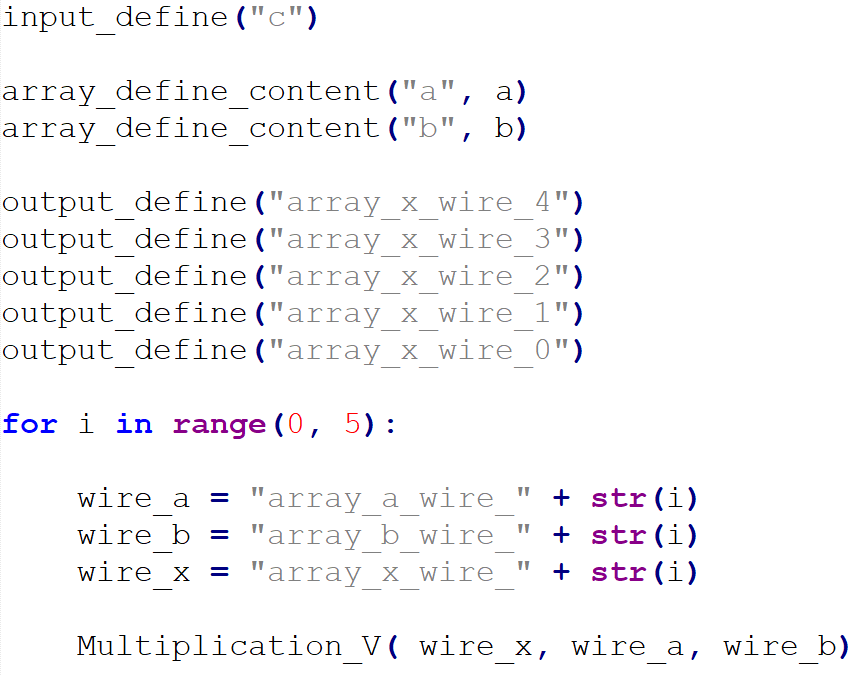 input_define("c")
array_define_content("a", a)
array_define_content("b", b)
output_define("array_x_wire_4")
output_define("array_x_wire_3")
output_define("array_x_wire_2")
output_define("array_x_wire_1")
output_define("array_x_wire_0")
for i in range(0, 5):
    wire_a = "array_a_wire_" + str(i)
    wire_b = "array_b_wire_" + str(i)
    wire_x = "array_x_wire_" + str(i)
    Multiplication_V( wire_x, wire_a, wire_b)